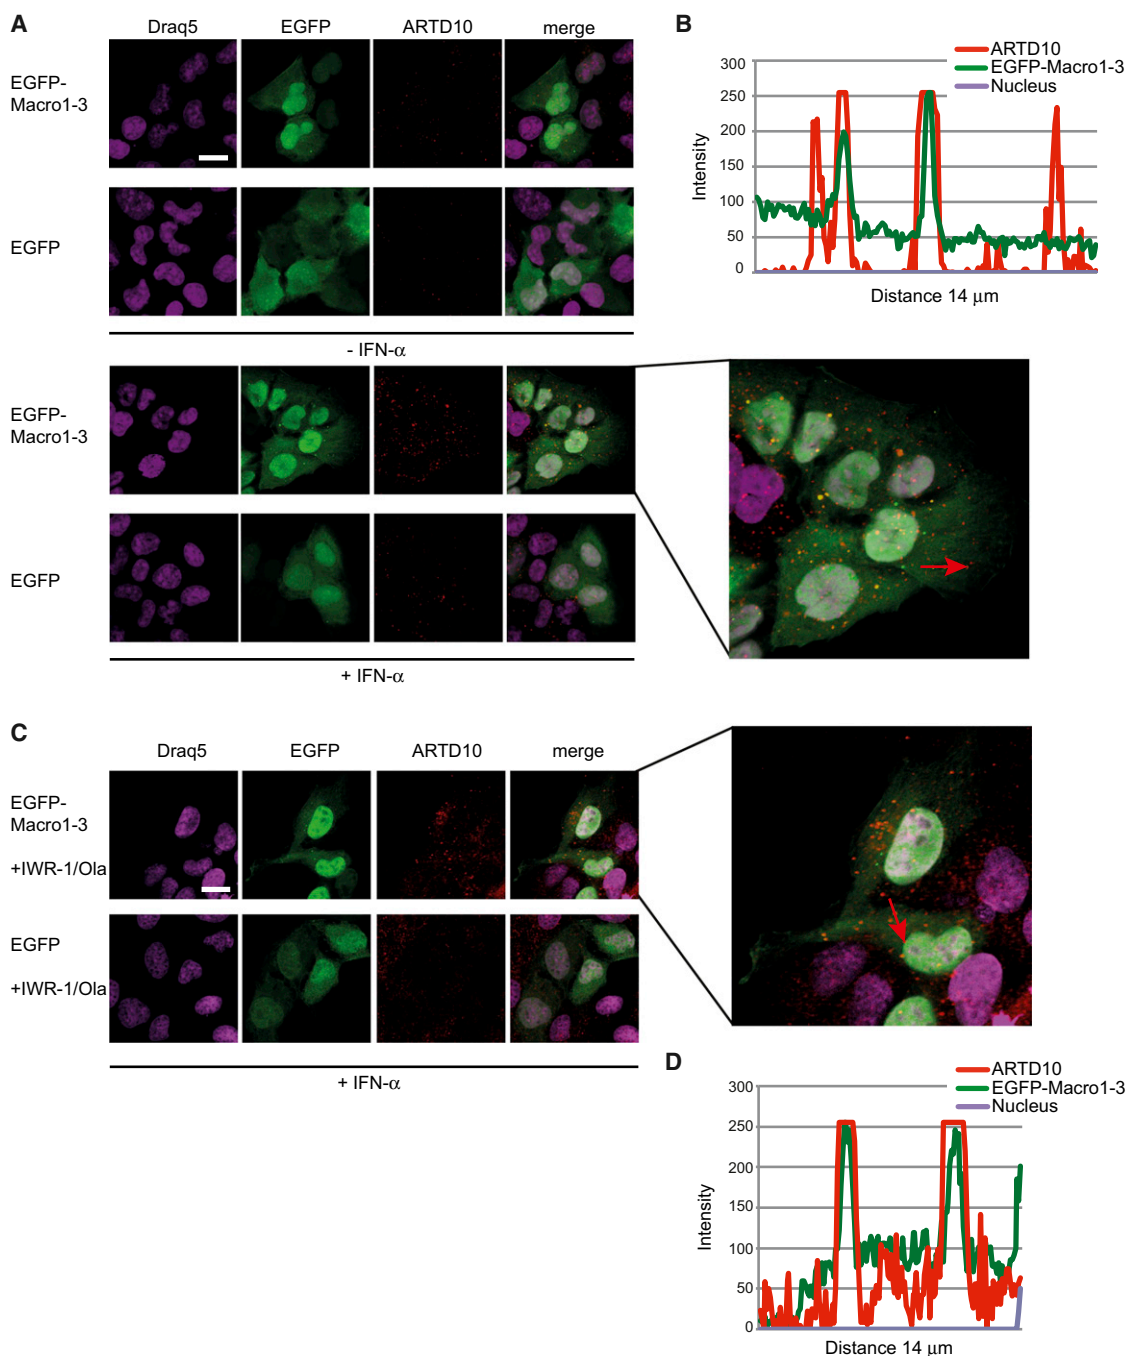 A
Draq5 EGFP ARTD10 merge
EGFP-
Macro1-3
EGFP
- IFN-α
EGFP-
Macro1-3
EGFP
+ IFN-α
B
ARTD10
EGFP-Macro1-3
Nucleus
300
250
200
150
100
50
0
Intensity
Distance 14 μm
C
Draq5 EGFP ARTD10 merge
EGFP-
Macro1-3
+IWR-1/Ola
EGFP
+IWR-1/Ola
+ IFN-α
D
ARTD10
EGFP-Macro1-3
Nucleus
300
250
200
150
100
50
0
Intensity
Distance 14 μm